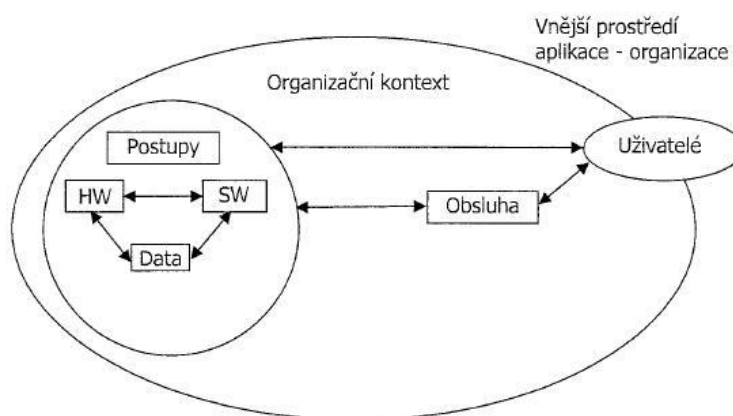 Vnější prostředí
aplikace - organizace
Organizační kontext
Postupy
Uživatelé
HW
SW
Obsluha
Data